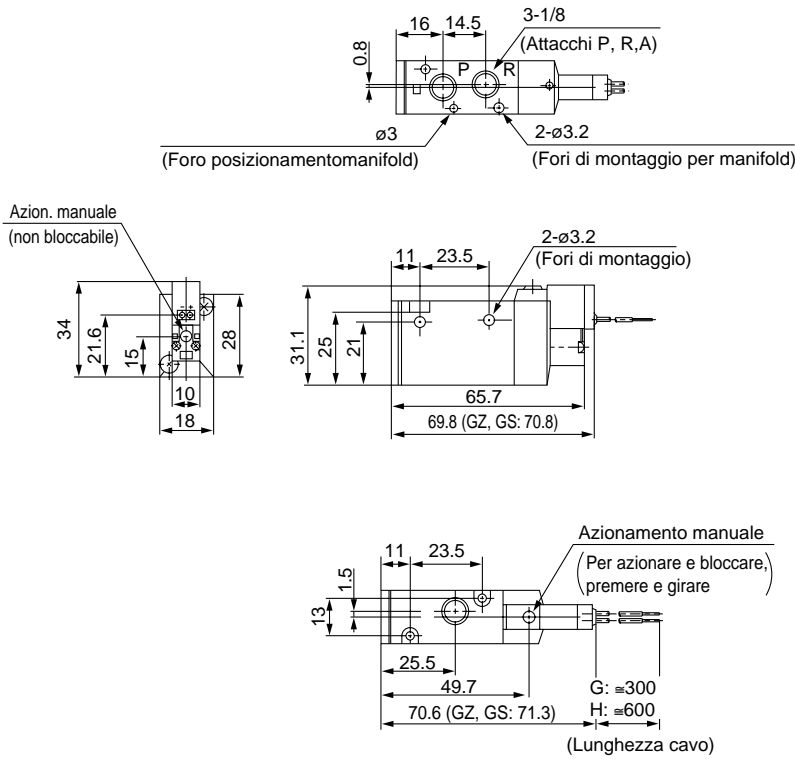 16
14.5
3-1/8
(Attacchi P, R,A)
0.8
P
R
ø3
(Foro posizionamentomanifold)
2-ø3.2
(Fori di montaggio per manifold)
Azion. manuale
(non bloccabile)
- +
34
21.6
15
28
10
18
11
23.5
2-ø3.2
(Fori di montaggio)
31.1
25
21
65.7
69.8 (GZ, GS: 70.8)
11
23.5
Azionamento manuale
(Per azionare e bloccare,
premere e girare)
1.5
13
25.5
49.7
70.6 (GZ, GS: 71.3)
G: ≅300
H: ≅600
(Lunghezza cavo)